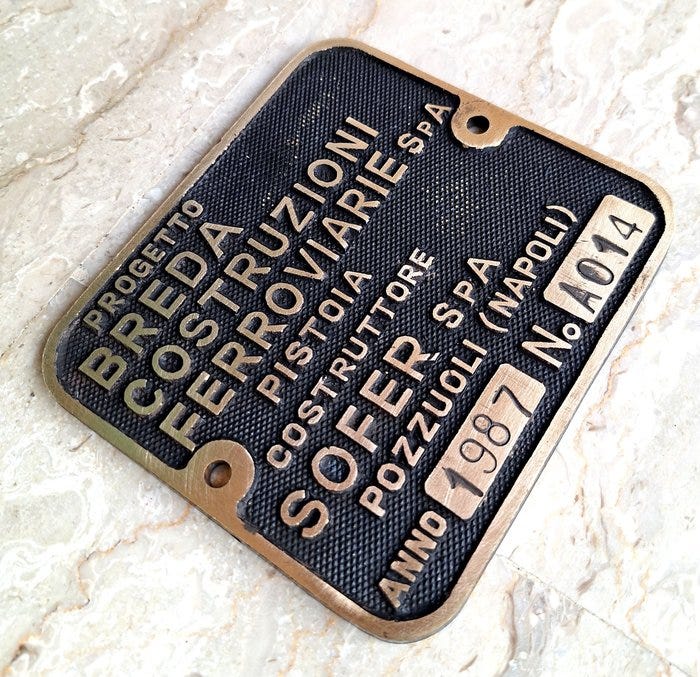 PROGETTO
BREDA
COSTRUZIONI
FERROVIARIE SPA
PISTOIA
COSTRUTTORE
SOFER SPA
POZZUOLI (NAPOLI)
ANNO 1987 No A014